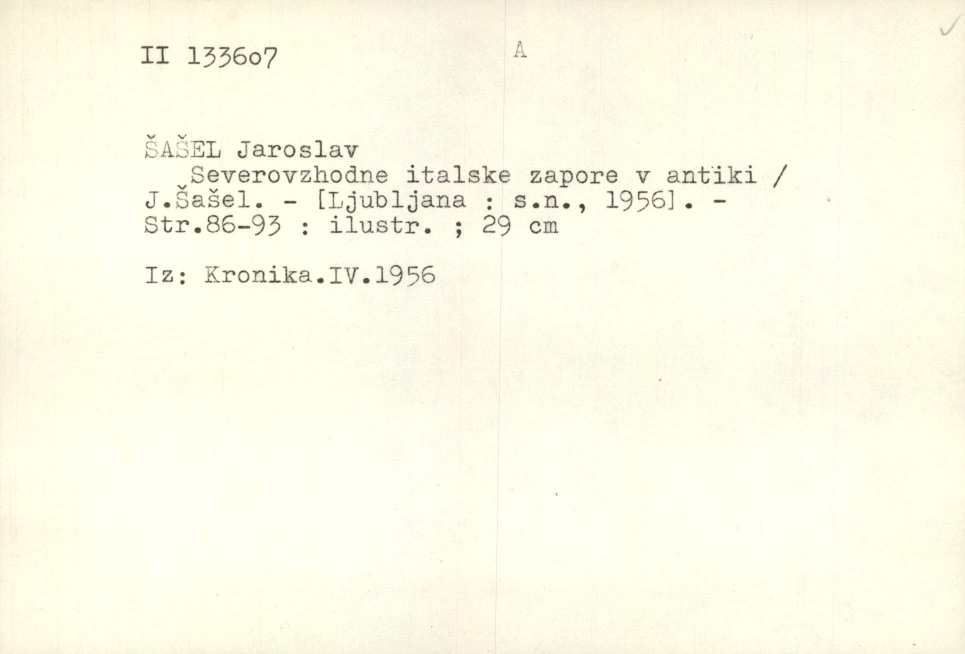 II 1336o7 A
ŠAŠEL Jaroslav
Severovzhodne italske zapore v antiki /
J.Šašel. - [Ljubljana : s.n., 1956]. -
Str.86-93 : ilustr. ; 29 cm
Iz: Kronika.IV.1956